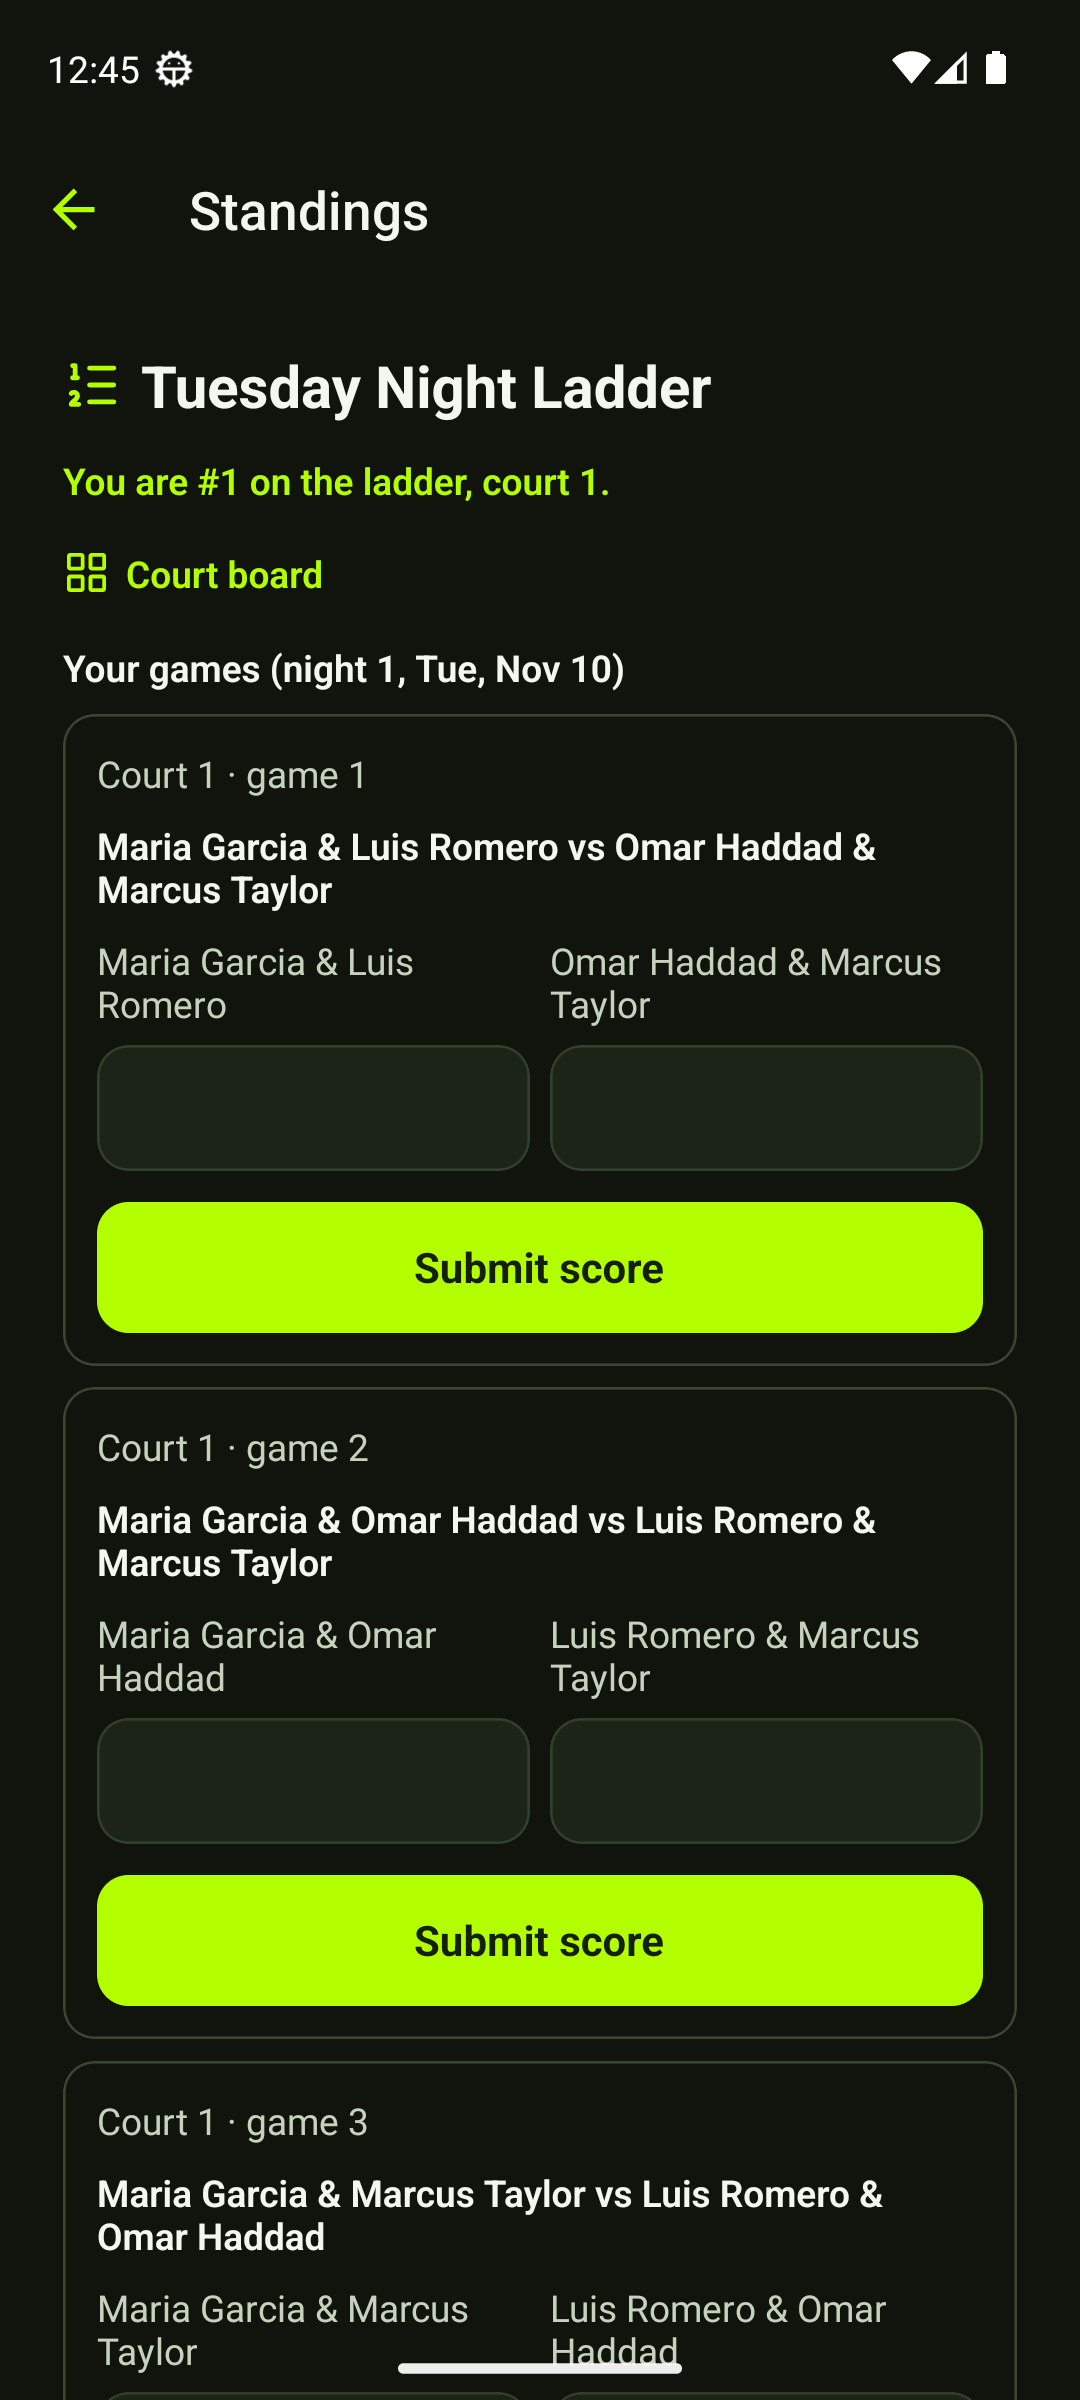 12:45
Standings
Tuesday Night Ladder
You are #1 on the ladder, court 1.
Court board
Your games (night 1, Tue, Nov 10)
Court 1 · game 1
Maria Garcia & Luis Romero vs Omar Haddad &
Marcus Taylor
Maria Garcia & Luis
Romero
Omar Haddad & Marcus
Taylor
Submit score
Court 1 · game 2
Maria Garcia & Omar Haddad vs Luis Romero &
Marcus Taylor
Maria Garcia & Omar
Haddad
Luis Romero & Marcus
Taylor
Submit score
Court 1 · game 3
Maria Garcia & Marcus Taylor vs Luis Romero &
Omar Haddad
Maria Garcia & Marcus
Taylor
Luis Romero & Omar
Haddad